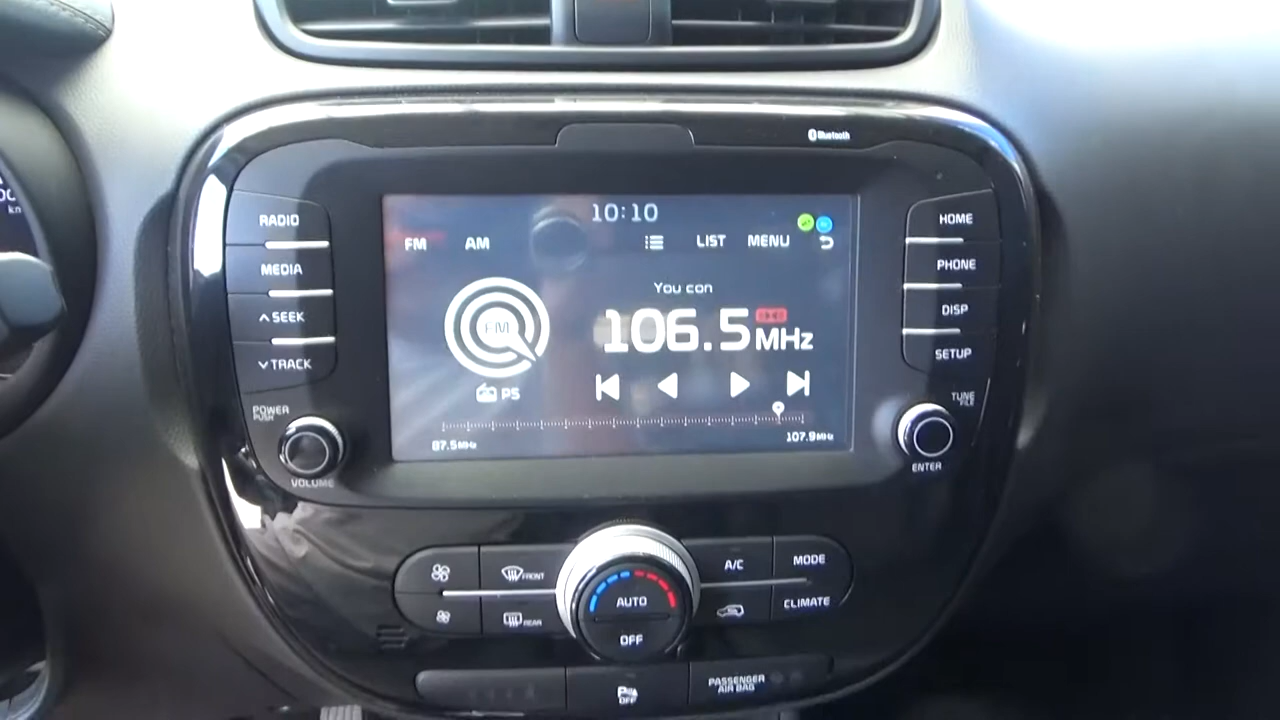 Bluetooth
10:10
FM AM LIST MENU
You con
FM
106.5 MHz
PS
87.5MHz 107.9MHz
RADIO
MEDIA
SEEK
TRACK
POWER
PUSH
VOLUME
HOME
PHONE
DISP
SETUP
TUNE
FILE
ENTER
FRONT
REAR
AUTO
OFF
A/C
MODE
CLIMATE
OFF
PASSENGER
AIR BAG